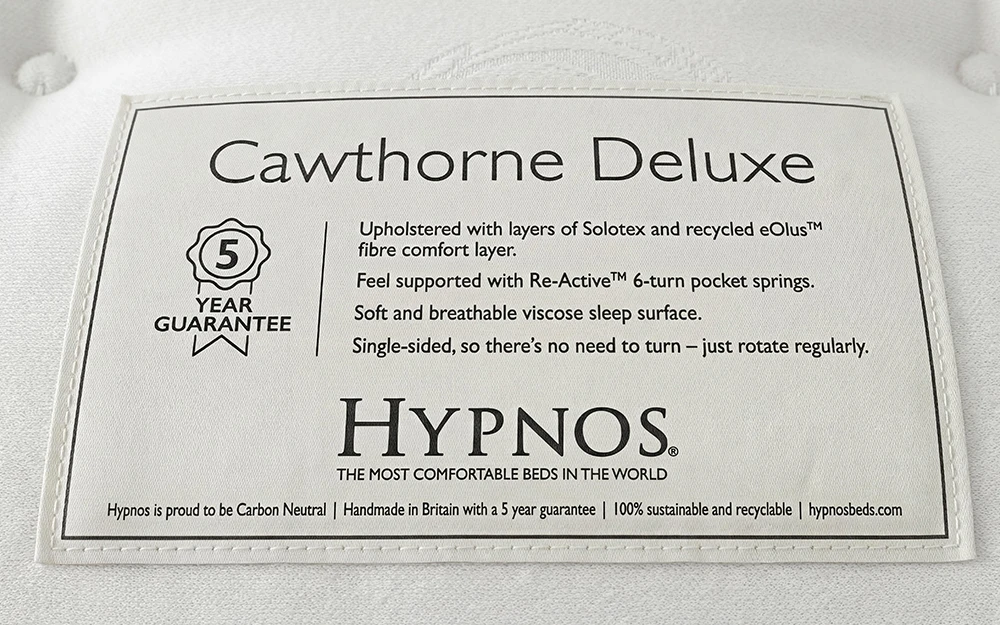 Cawthorne Deluxe
5
YEAR
GUARANTEE
Upholstered with layers of Solotex and recycled eOlus™
fibre comfort layer.
Feel supported with Re-Active™ 6-turn pocket springs.
Soft and breathable viscose sleep surface.
Single-sided, so there's no need to turn – just rotate regularly.
HYPNOS®
THE MOST COMFORTABLE BEDS IN THE WORLD
Hypnos is proud to be Carbon Neutral | Handmade in Britain with a 5 year guarantee | 100% sustainable and recyclable | hypnosbeds.com